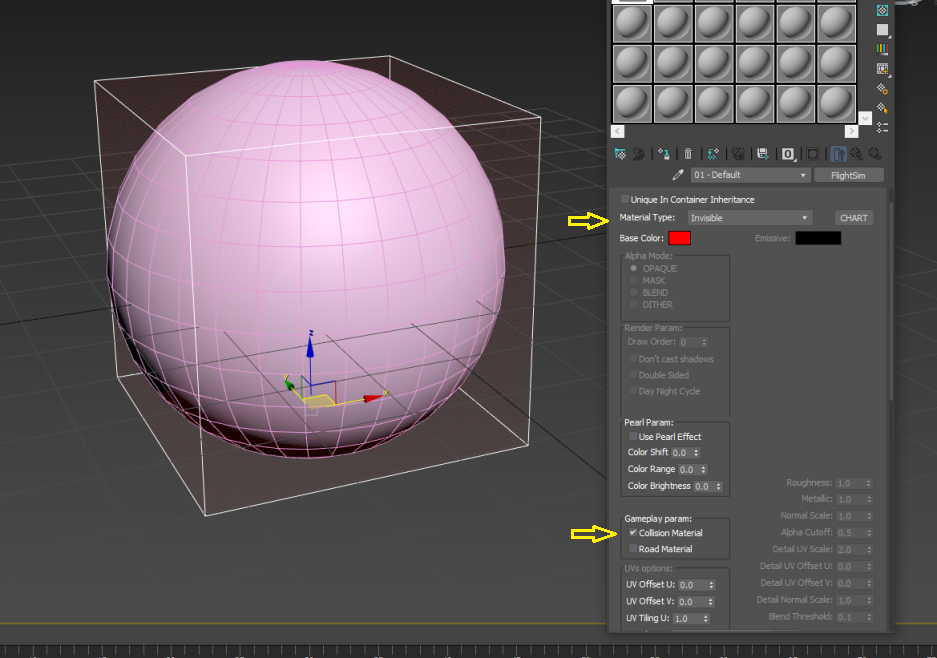 01 - Default
FlightSim
Unique In Container Inheritance
Material Type: Invisible CHART
Base Color: Emissive:
Alpha Mode:
OPAQUE
MASK
BLEND
DITHER
Render Param:
Draw Order: 0
Don't cast shadows
Double Sided
Day Night Cycle
Pearl Param:
Use Pearl Effect
Color Shift 0.0
Color Range 0.0
Color Brightness 0.0
Gameplay param:
Collision Material
Road Material
UVs options:
UV Offset U: 0.0
UV Offset V: 0.0
UV Tiling U: 1.0
Roughness: 1.0
Metallic: 1.0
Normal Scale: 1.0
Alpha Cutoff: 0.5
Detail UV Scale: 2.0
Detail UV Offset U: 0.0
Detail UV Offset V: 0.0
Detail Normal Scale: 1.0
Blend Threshold: 0.1
z
x
y